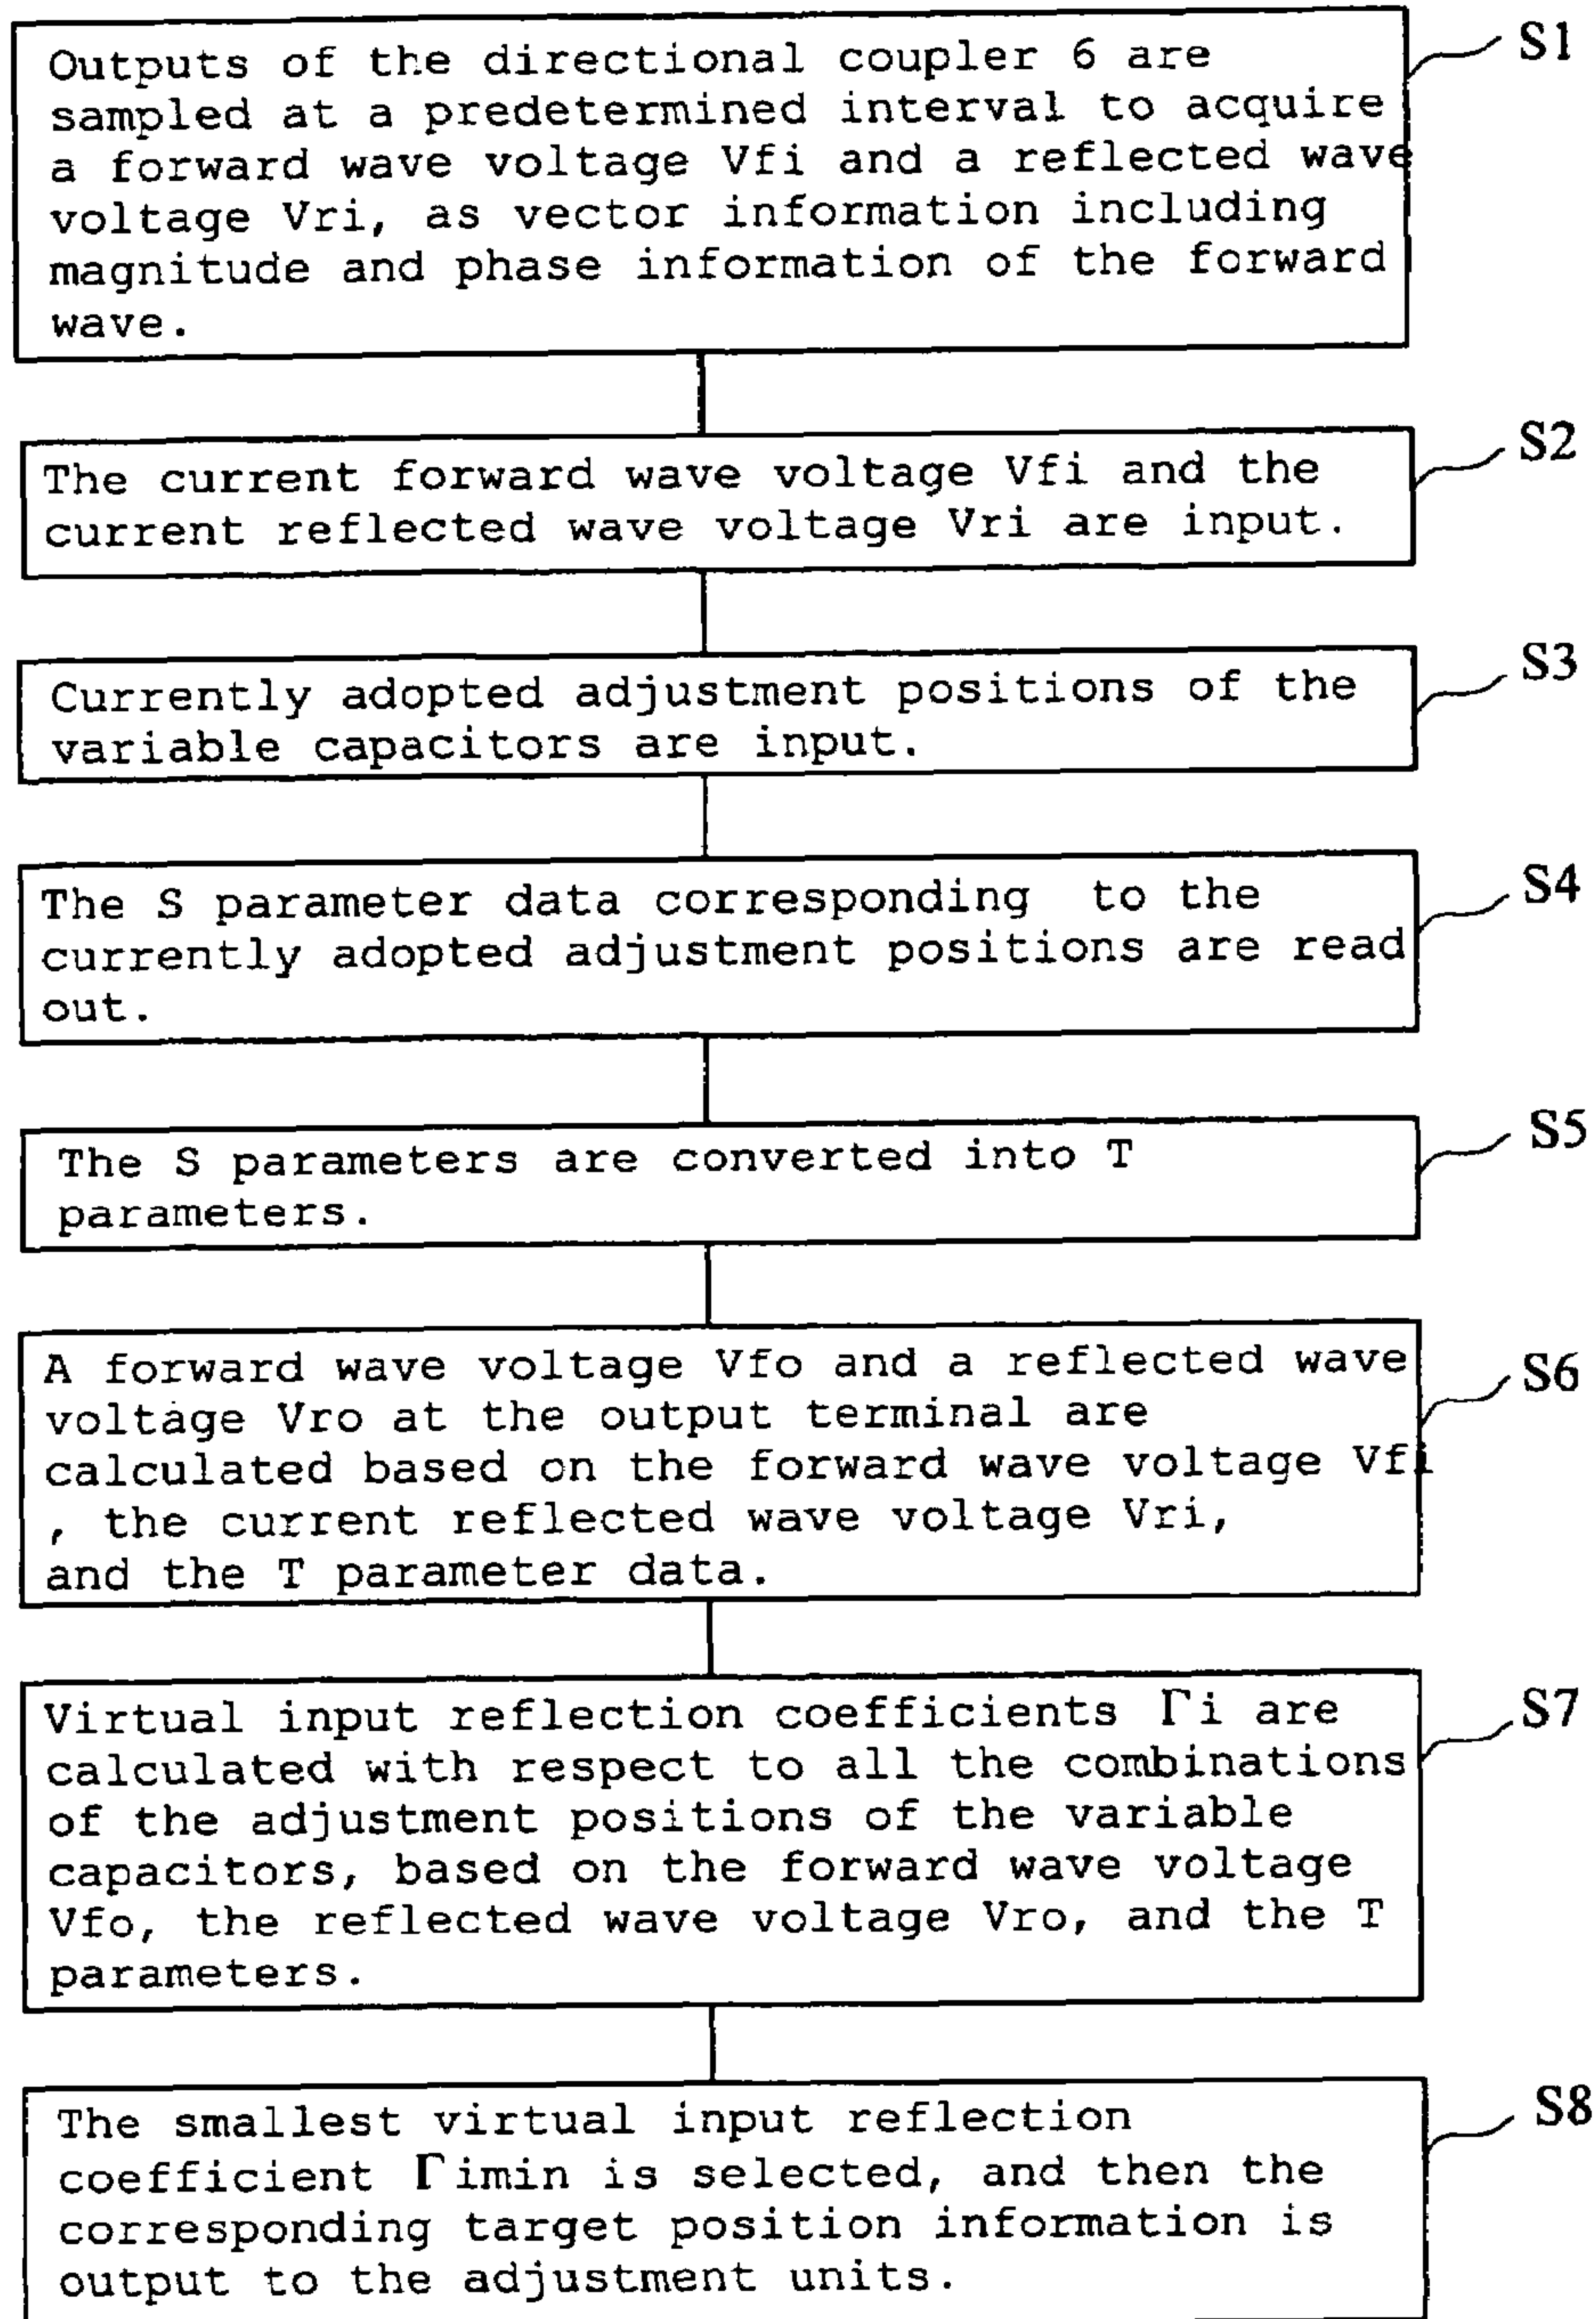 Outputs of the directional coupler 6 are
sampled at a predetermined interval to acquire
a forward wave voltage Vfi and a reflected wave
voltage Vri, as vector information including
magnitude and phase information of the forward
wave.
S1
The current forward wave voltage Vfi and the
current reflected wave voltage Vri are input.
S2
Currently adopted adjustment positions of the
variable capacitors are input.
S3
The S parameter data corresponding to the
currently adopted adjustment positions are read
out.
S4
The S parameters are converted into T
parameters.
S5
A forward wave voltage Vfo and a reflected wave
voltage Vro at the output terminal are
calculated based on the forward wave voltage Vfi
, the current reflected wave voltage Vri,
and the T parameter data.
S6
Virtual input reflection coefficients Γi are
calculated with respect to all the combinations
of the adjustment positions of the variable
capacitors, based on the forward wave voltage
Vfo, the reflected wave voltage Vro, and the T
parameters.
S7
The smallest virtual input reflection
coefficient Γimin is selected, and then the
corresponding target position information is
output to the adjustment units.
S8